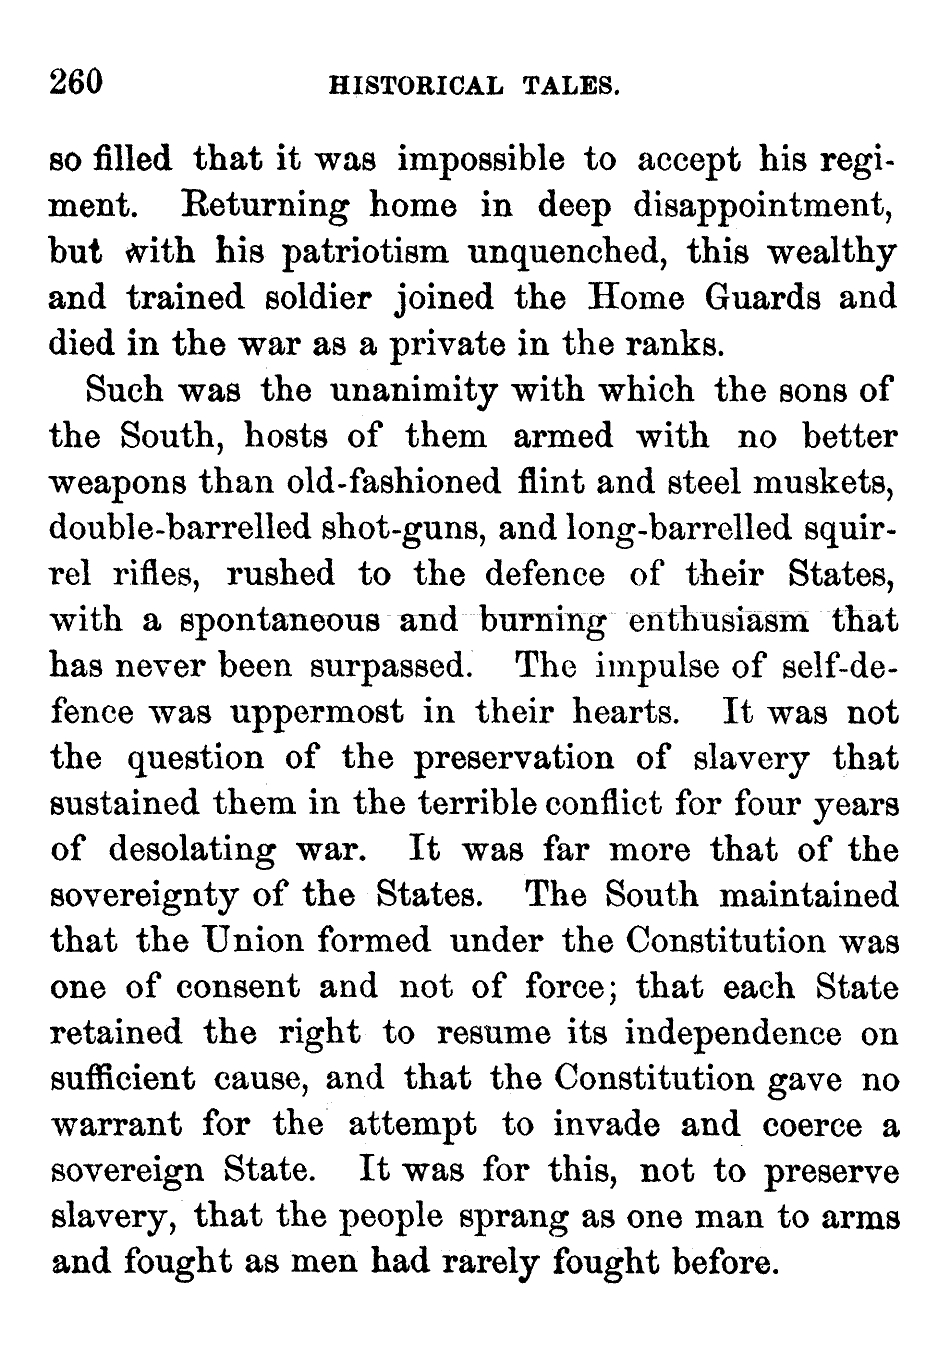 260 HISTORICAL TALES.
so filled that it was impossible to accept his regi-
ment. Returning home in deep disappointment,
but with his patriotism unquenched, this wealthy
and trained soldier joined the Home Guards and
died in the war as a private in the ranks.
Such was the unanimity with which the sons of
the South, hosts of them armed with no better
weapons than old-fashioned flint and steel muskets,
double-barrelled shot-guns, and long-barrelled squir-
rel rifles, rushed to the defence of their States,
with a spontaneous and burning enthusiasm that
has never been surpassed. The impulse of self-de-
fence was uppermost in their hearts. It was not
the question of the preservation of slavery that
sustained them in the terrible conflict for four years
of desolating war. It was far more that of the
sovereignty of the States. The South maintained
that the Union formed under the Constitution was
one of consent and not of force; that each State
retained the right to resume its independence on
sufficient cause, and that the Constitution gave no
warrant for the attempt to invade and coerce a
sovereign State. It was for this, not to preserve
slavery, that the people sprang as one man to arms
and fought as men had rarely fought before.